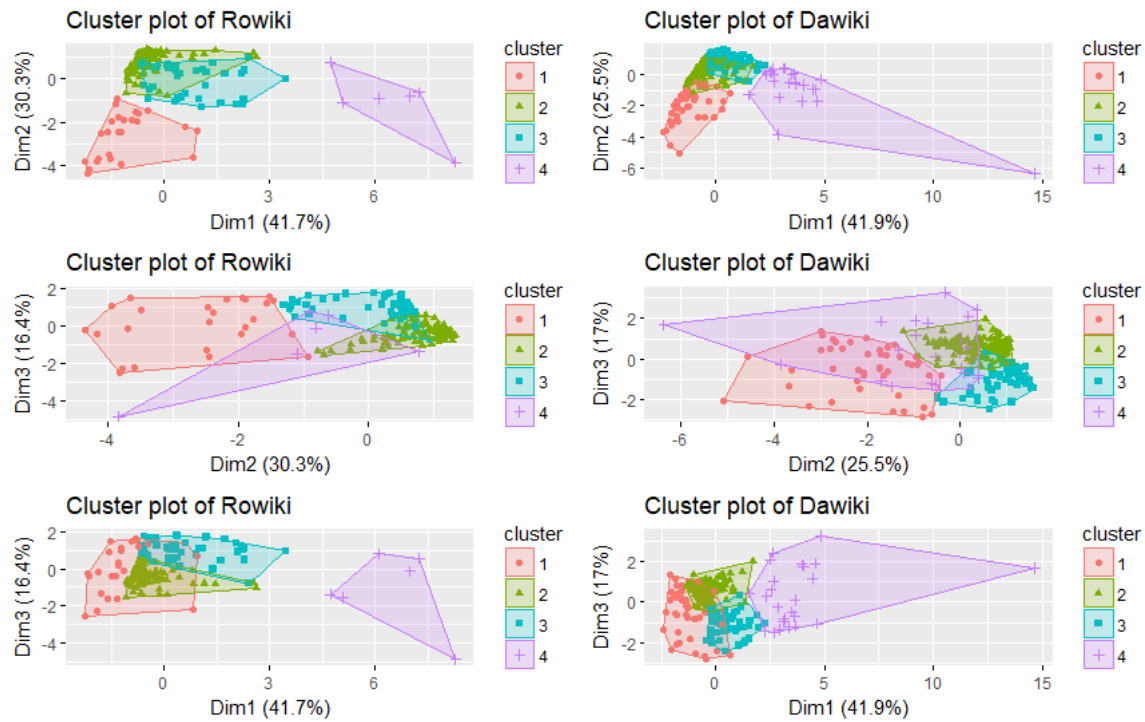 Cluster plot of Rowiki
Dim2 (30.3%)
0
-2
-4
0 3 6
Dim1 (41.7%)
cluster
1
2
3
4
Cluster plot of Dawiki
Dim2 (25.5%)
0
-2
-4
-6
0 5 10 15
Dim1 (41.9%)
cluster
1
2
3
4
Cluster plot of Rowiki
Dim3 (16.4%)
2
0
-2
-4
-4 -2 0
Dim2 (30.3%)
cluster
1
2
3
4
Cluster plot of Dawiki
Dim3 (17%)
2
0
-2
-6 -4 -2 0
Dim2 (25.5%)
cluster
1
2
3
4
Cluster plot of Rowiki
Dim3 (16.4%)
2
0
-2
-4
0 3 6
Dim1 (41.7%)
cluster
1
2
3
4
Cluster plot of Dawiki
Dim3 (17%)
2
0
-2
0 5 10 15
Dim1 (41.9%)
cluster
1
2
3
4